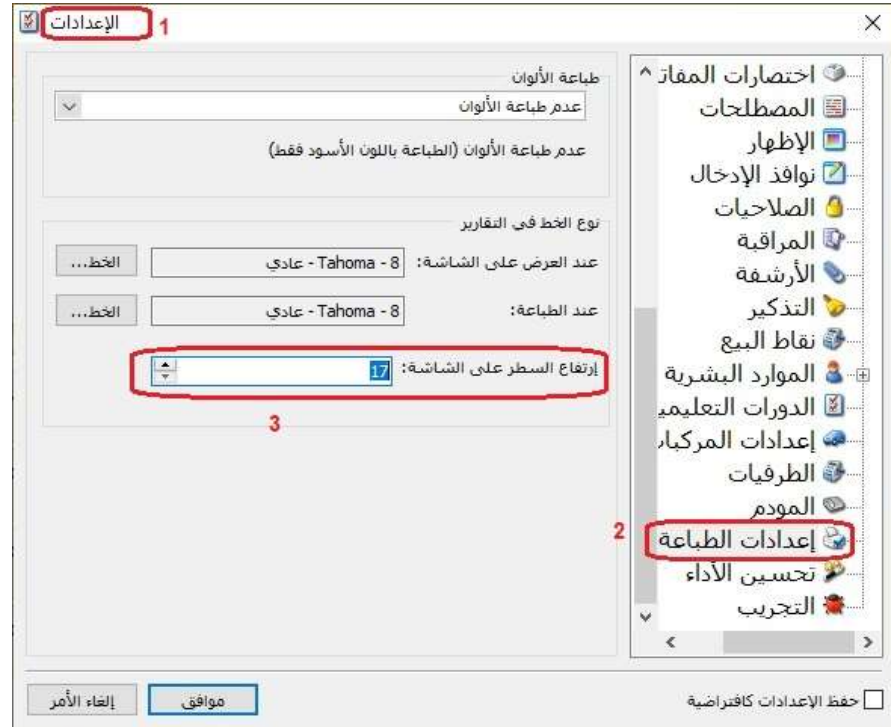 الإعدادات 1
اختصارات المفات
المصطلحات
الإظهار
نوافذ الإدخال
الصلاحيات
المراقبة
الأرشفة
التذكير
نقاط البيع
الموارد البشرية
الدورات التعليمي
إعدادات المركبا
الطرفيات
المودم
إعدادات الطباعة 2
تحسين الأداء
التجريب
طباعة الألوان
عدم طباعة الألوان
عدم طباعة الألوان (الطباعة باللون الأسود فقط)
نوع الخط في التقارير
عند العرض على الشاشة: Tahoma - 8 - عادي الخط...
عند الطباعة: Tahoma - 8 - عادي الخط...
إرتفاع السطر على الشاشة: 17
3
حفظ الإعدادات كافتراضية
موافق
إلغاء الأمر